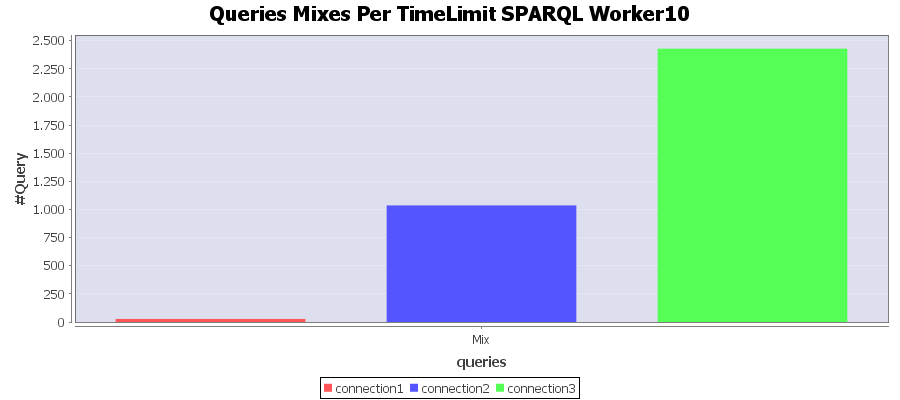 Queries Mixes Per TimeLimit SPARQL Worker10
2.500
2.250
2.000
1.750
1.500
1.250
1.000
750
500
250
0
#Query
Mix
queries
connection1 connection2 connection3